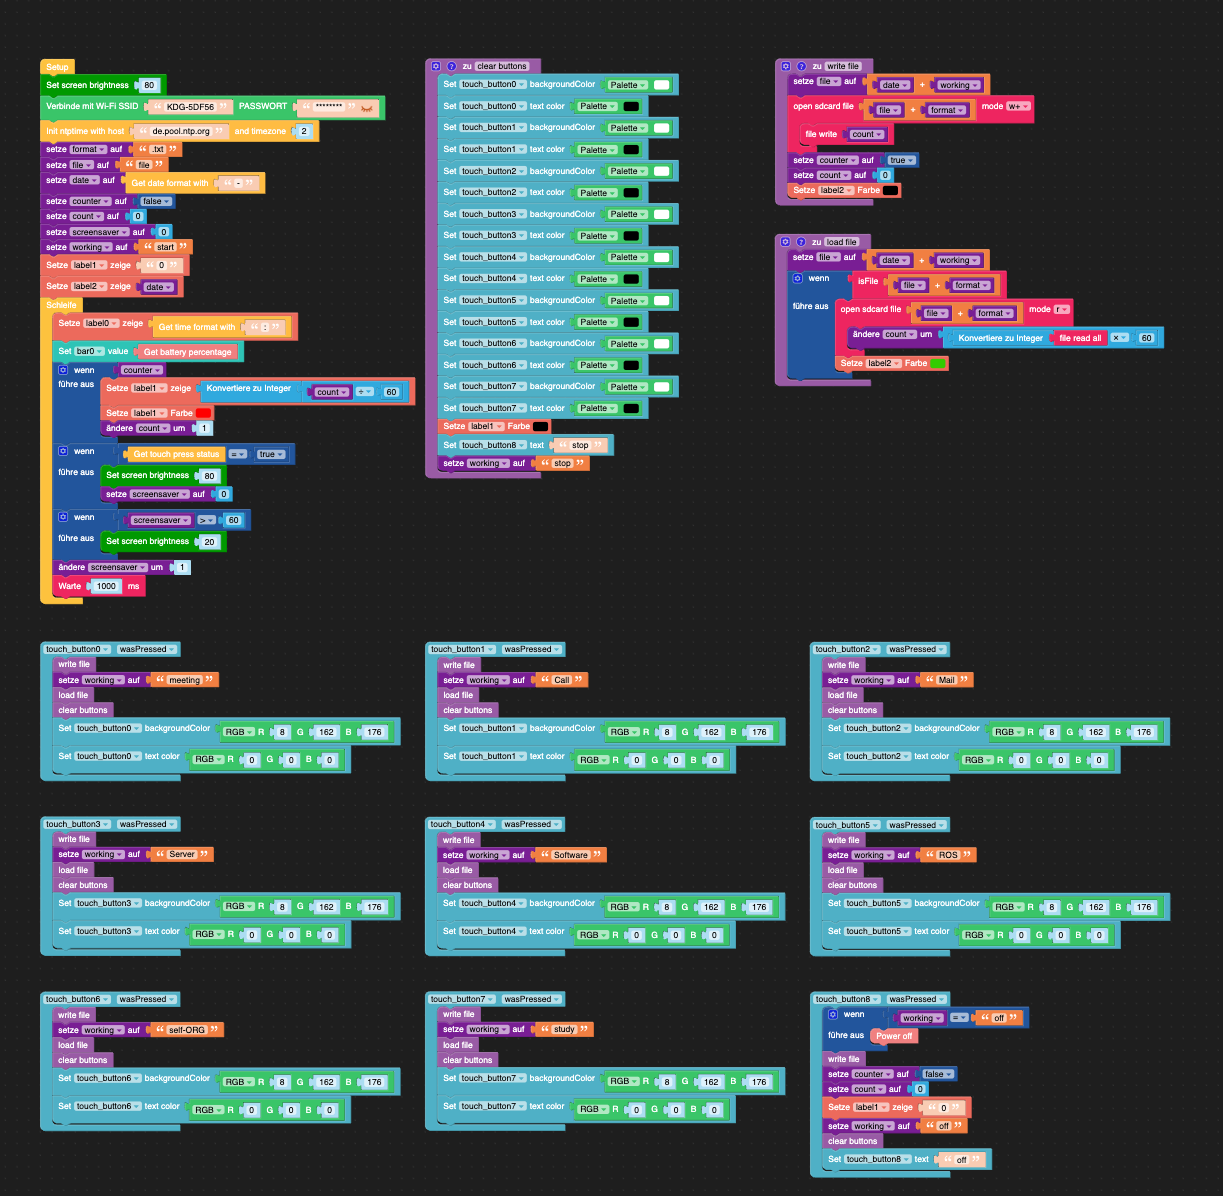 Setup
Set screen brightness 80
Verbinde mit Wi-Fi SSID “ KDG-5DF56 ” PASSWORT “ ******** ”
Init ntptime with host “ de.pool.ntp.org ” and timezone 2
setze format auf “ .txt ”
setze file auf “ file ”
setze date auf Get date format with “ - ”
setze counter auf false
setze count auf 0
setze screensaver auf 0
setze working auf “ start ”
Setze label1 zeige “ 0 ”
Setze label2 zeige date
Schleife
Setze label0 zeige Get time format with “ : ”
Set bar0 value Get battery percentage
wenn counter
führe aus Setze label1 zeige Konvertiere zu Integer count ÷ 60
Setze label1 Farbe
ändere count um 1
wenn Get touch press status = true
führe aus Set screen brightness 80
setze screensaver auf 0
wenn screensaver > 60
führe aus Set screen brightness 20
ändere screensaver um 1
Warte 1000 ms
zu clear buttons
Set touch_button0 backgroundColor Palette
Set touch_button0 text color Palette
Set touch_button1 backgroundColor Palette
Set touch_button1 text color Palette
Set touch_button2 backgroundColor Palette
Set touch_button2 text color Palette
Set touch_button3 backgroundColor Palette
Set touch_button3 text color Palette
Set touch_button4 backgroundColor Palette
Set touch_button4 text color Palette
Set touch_button5 backgroundColor Palette
Set touch_button5 text color Palette
Set touch_button6 backgroundColor Palette
Set touch_button6 text color Palette
Set touch_button7 backgroundColor Palette
Set touch_button7 text color Palette
Setze label1 Farbe
Set touch_button8 text “ stop ”
setze working auf “ stop ”
zu write file
setze file auf date + working
open sdcard file file + format mode w+
file write count
setze counter auf true
setze count auf 0
Setze label2 Farbe
zu load file
setze file auf date + working
wenn isFile file + format
führe aus open sdcard file file + format mode r
ändere count um Konvertiere zu Integer file read all × 60
Setze label2 Farbe
touch_button0 wasPressed
write file
setze working auf “ meeting ”
load file
clear buttons
Set touch_button0 backgroundColor RGB R 8 G 162 B 176
Set touch_button0 text color RGB R 0 G 0 B 0
touch_button1 wasPressed
write file
setze working auf “ Call ”
load file
clear buttons
Set touch_button1 backgroundColor RGB R 8 G 162 B 176
Set touch_button1 text color RGB R 0 G 0 B 0
touch_button2 wasPressed
write file
setze working auf “ Mail ”
load file
clear buttons
Set touch_button2 backgroundColor RGB R 8 G 162 B 176
Set touch_button2 text color RGB R 0 G 0 B 0
touch_button3 wasPressed
write file
setze working auf “ Server ”
load file
clear buttons
Set touch_button3 backgroundColor RGB R 8 G 162 B 176
Set touch_button3 text color RGB R 0 G 0 B 0
touch_button4 wasPressed
write file
setze working auf “ Software ”
load file
clear buttons
Set touch_button4 backgroundColor RGB R 8 G 162 B 176
Set touch_button4 text color RGB R 0 G 0 B 0
touch_button5 wasPressed
write file
setze working auf “ ROS ”
load file
clear buttons
Set touch_button5 backgroundColor RGB R 8 G 162 B 176
Set touch_button5 text color RGB R 0 G 0 B 0
touch_button6 wasPressed
write file
setze working auf “ self-ORG ”
load file
clear buttons
Set touch_button6 backgroundColor RGB R 8 G 162 B 176
Set touch_button6 text color RGB R 0 G 0 B 0
touch_button7 wasPressed
write file
setze working auf “ study ”
load file
clear buttons
Set touch_button7 backgroundColor RGB R 8 G 162 B 176
Set touch_button7 text color RGB R 0 G 0 B 0
touch_button8 wasPressed
wenn working = “ off ”
führe aus Power off
write file
setze counter auf false
setze count auf 0
Setze label1 zeige “ 0 ”
setze working auf “ off ”
clear buttons
Set touch_button8 text “ off ”